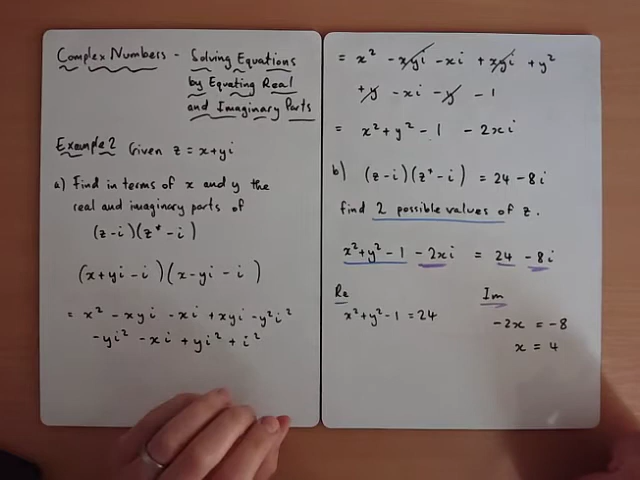 Complex Numbers - Solving Equations
by Equating Real
and Imaginary Parts
Example 2 Given z = x+yi
a) Find in terms of x and y the
real and imaginary parts of
(z-i)(z* -i)
(x+yi -i)(x-yi -i)
= x² - xyi - xi + xyi - y²i²
-yi² - xi + yi² + i²
= x² - xyi - xi + xyi + y²
+y - xi - y - 1
= x² + y² - 1 - 2xi
b) (z-i)(z* -i) = 24 - 8i
find 2 possible values of z.
x²+y²-1 - 2xi = 24 - 8i
Re Im
x²+y²-1 = 24 -2x = -8
x = 4